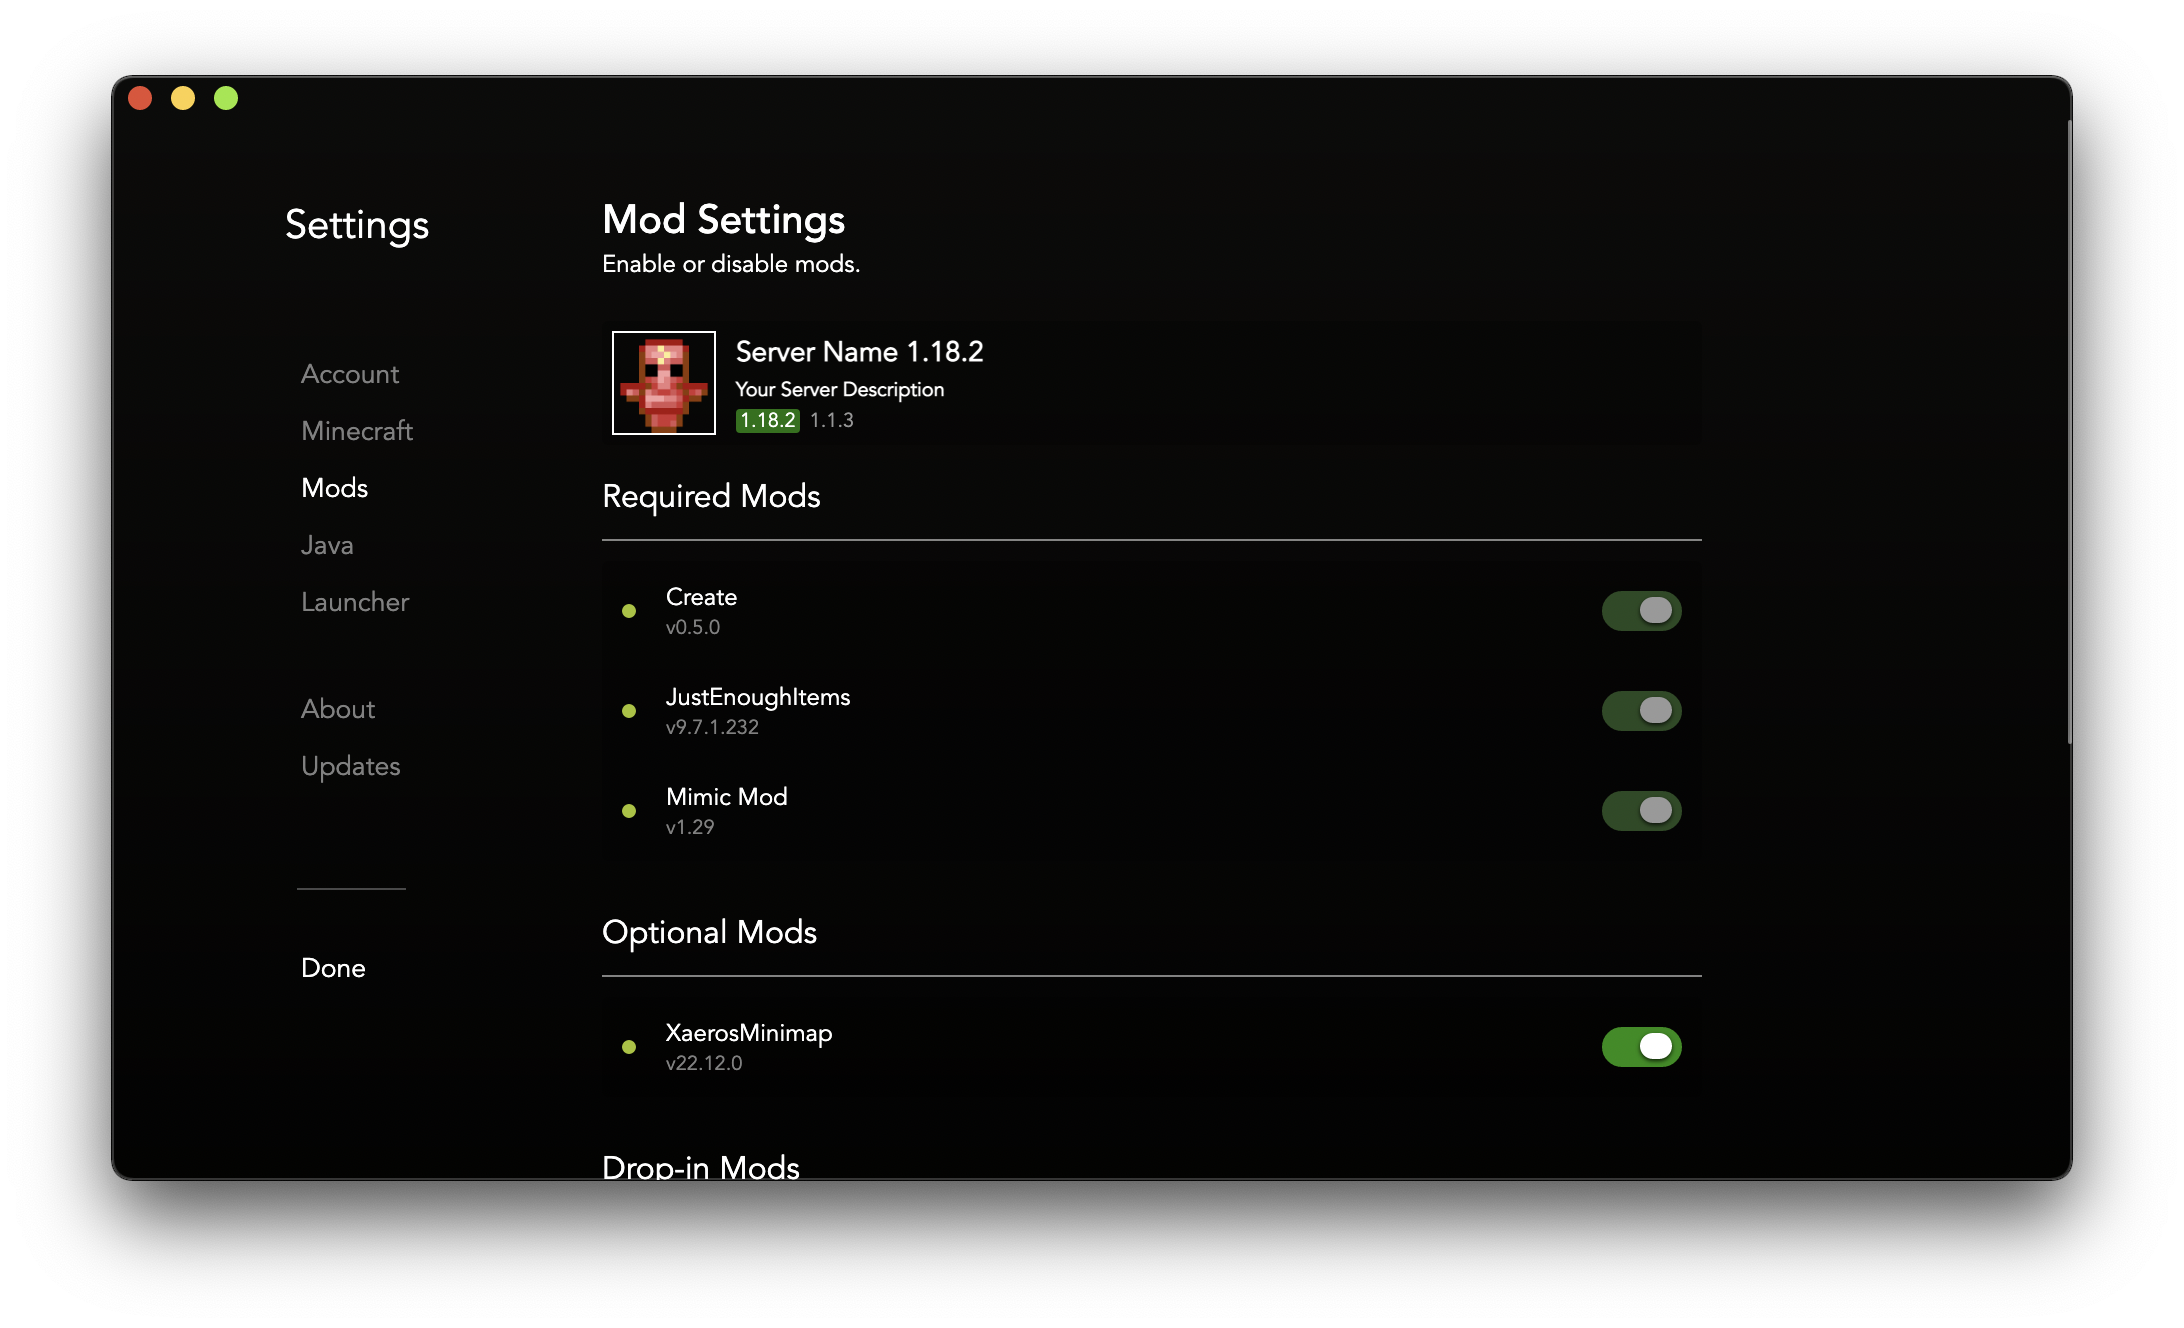 Settings
Account
Minecraft
Mods
Java
Launcher
About
Updates
Done
Mod Settings
Enable or disable mods.
Server Name 1.18.2
Your Server Description
1.18.2 1.1.3
Required Mods
Create
v0.5.0
JustEnoughItems
v9.7.1.232
Mimic Mod
v1.29
Optional Mods
XaerosMinimap
v22.12.0
Drop-in Mods